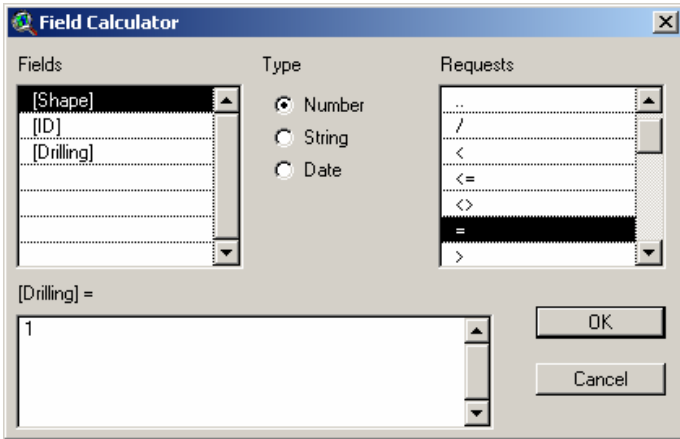 Field Calculator
Fields
[Shape]
[ID]
[Drilling]
Type
Number
String
Date
Requests
..
/
<
<=
<>
=
>
[Drilling] =
1
OK
Cancel